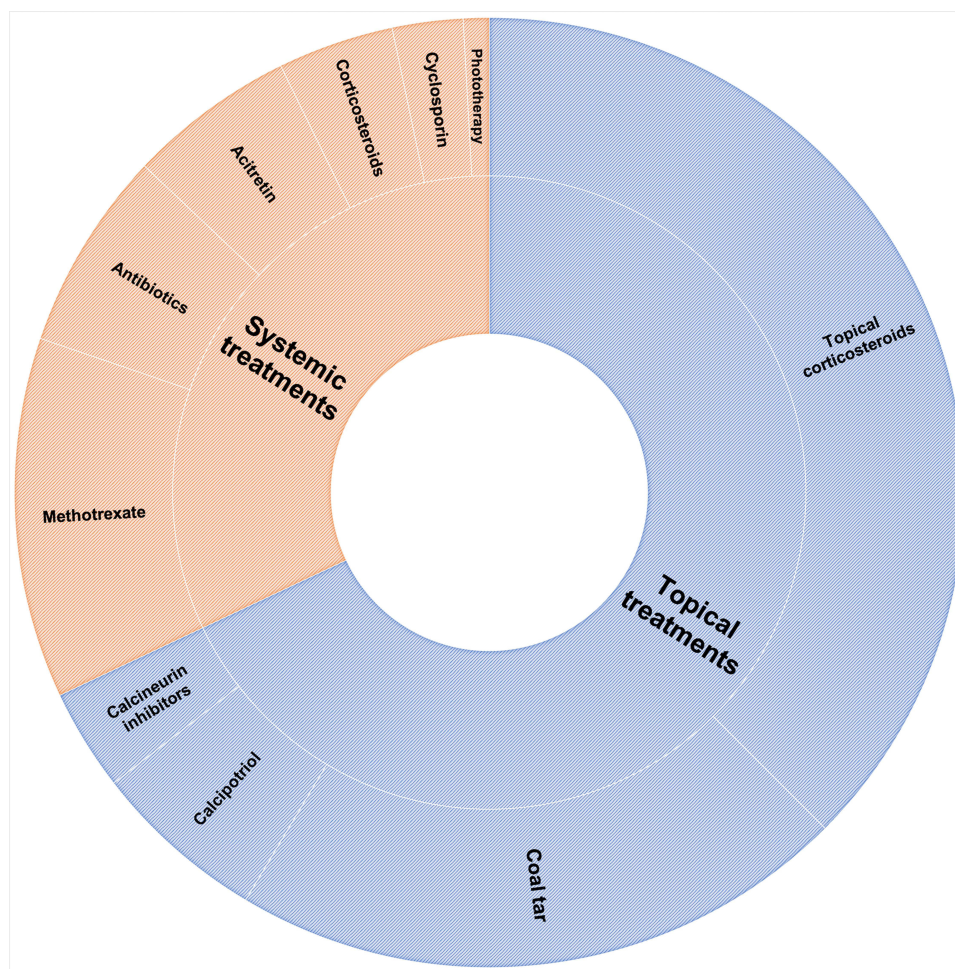 Phototherapy
Cyclosporin
Corticosteroids
Acitretin
Antibiotics
Methotrexate
Systemic
treatments
Topical
corticosteroids
Topical
treatments
Coal tar
Calcipotriol
Calcineurin
inhibitors